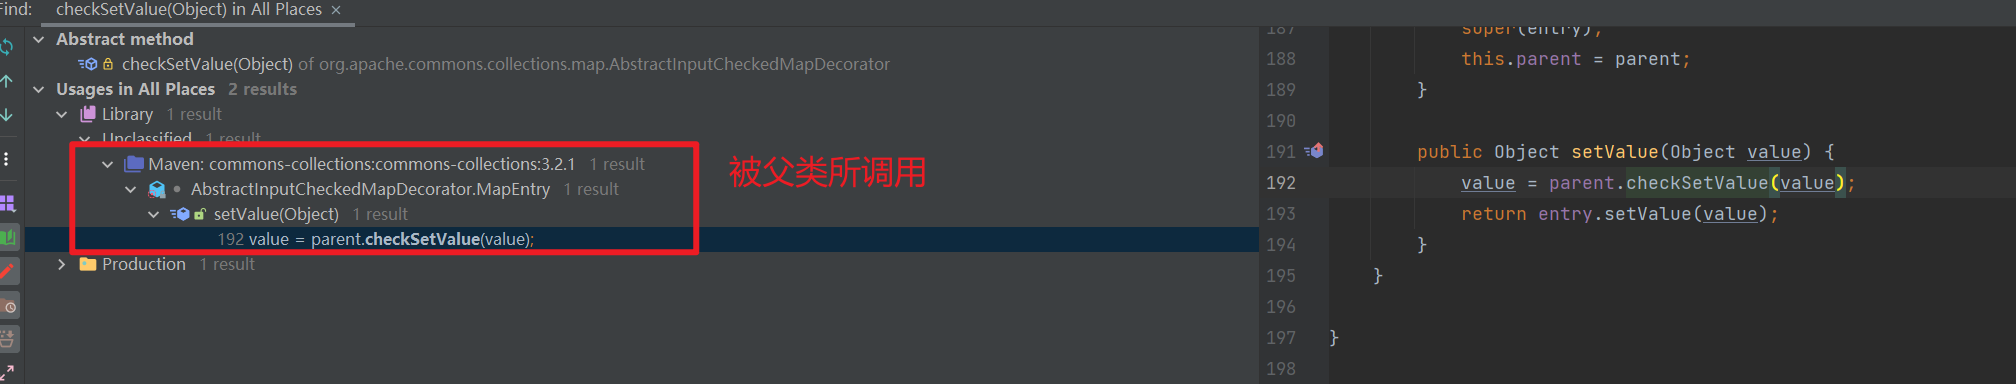 Find:
checkSetValue(Object) in All Places ×
Abstract method
checkSetValue(Object) of org.apache.commons.collections.map.AbstractInputCheckedMapDecorator
Usages in All Places 2 results
Library 1 result
Unclassified 1 result
Maven: commons-collections:commons-collections:3.2.1 1 result
AbstractInputCheckedMapDecorator.MapEntry 1 result
setValue(Object) 1 result
192 value = parent.checkSetValue(value);
Production 1 result
被父类所调用
187 super(entry);
188 this.parent = parent;
189 }
190
191 public Object setValue(Object value) {
192 value = parent.checkSetValue(value);
193 return entry.setValue(value);
194 }
195 }
196
197 }
198